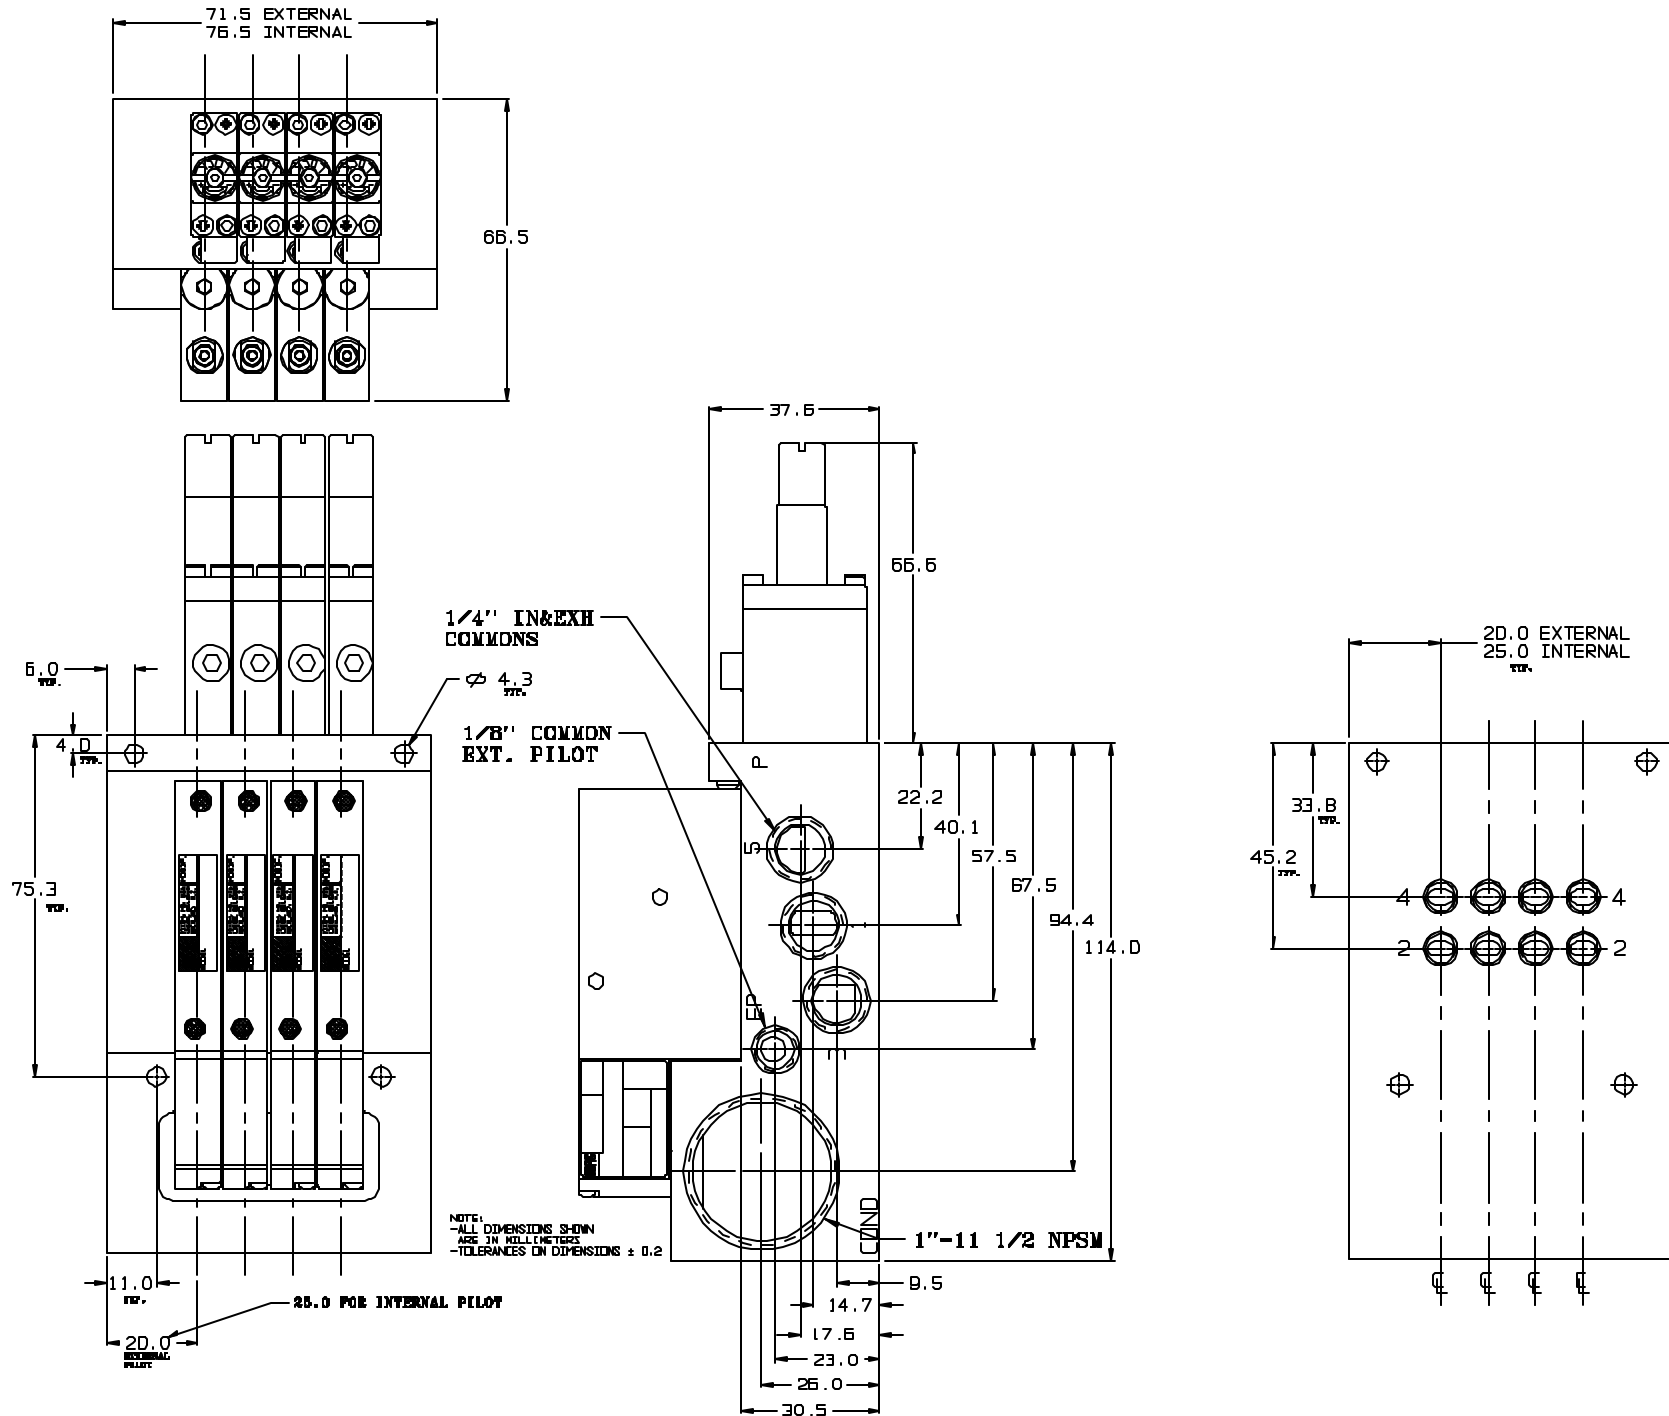 71.5 EXTERNAL
76.5 INTERNAL
66.5
37.6
66.6
1/4" IN&EXH
COMMONS
6.0
TYP.
Ø 4.3
TYP.
1/8" COMMON
EXT. PILOT
4.0
TYP.
75.3
TYP.
P
5
1
EP
3
COND
22.2
40.1
57.5
67.5
94.4
114.0
20.0 EXTERNAL
25.0 INTERNAL
TYP.
33.8
TYP.
45.2
TYP.
4
4
2
2
NOTE:
-ALL DIMENSIONS SHOWN
ARE IN MILLIMETERS
-TOLERANCES ON DIMENSIONS ± 0.2
1"-11 1/2 NPSM
11.0
TYP.
25.0 FOR INTERNAL PILOT
20.0
EXTERNAL
PILOT
9.5
14.7
17.6
23.0
26.0
30.5